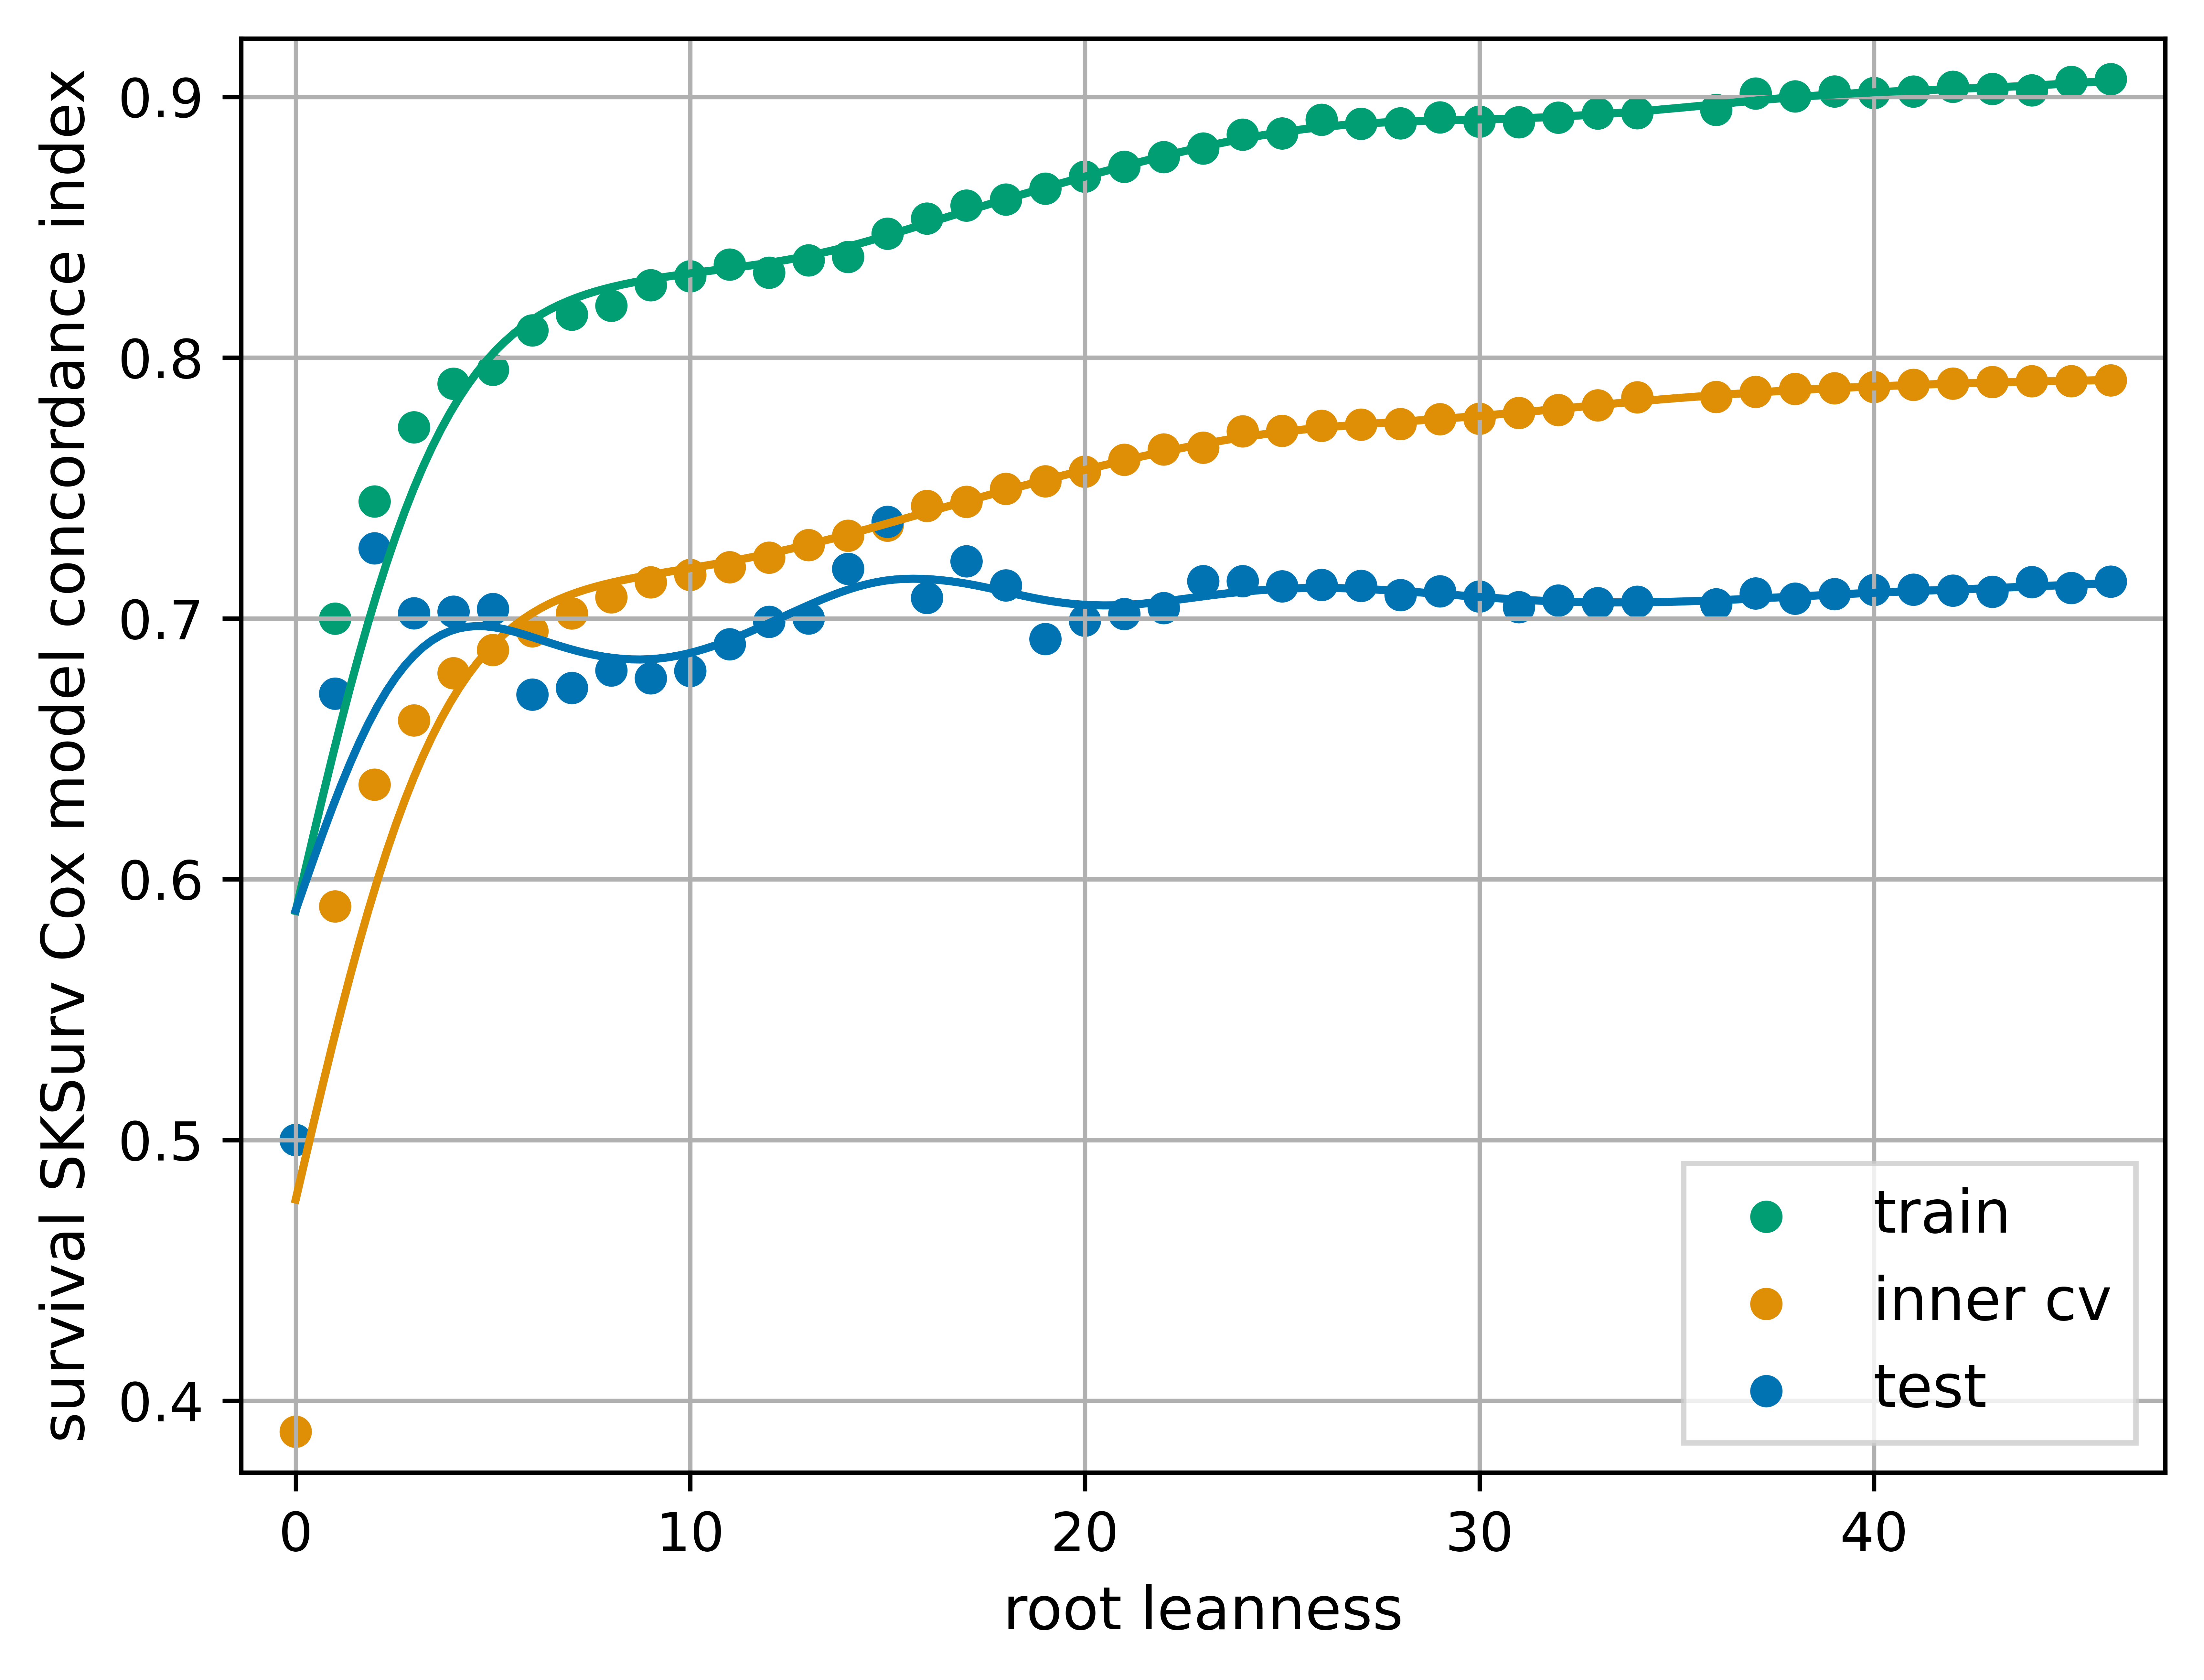 survival SKSurv Cox model concordance index
0.9
0.8
0.7
0.6
0.5
0.4
0
10
20
30
40
root leanness
train
inner cv
test